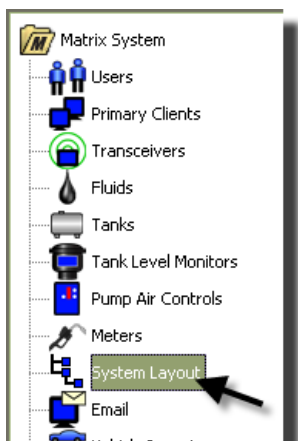 Matrix System
Users
Primary Clients
Transceivers
Fluids
Tanks
Tank Level Monitors
Pump Air Controls
Meters
System Layout
Email